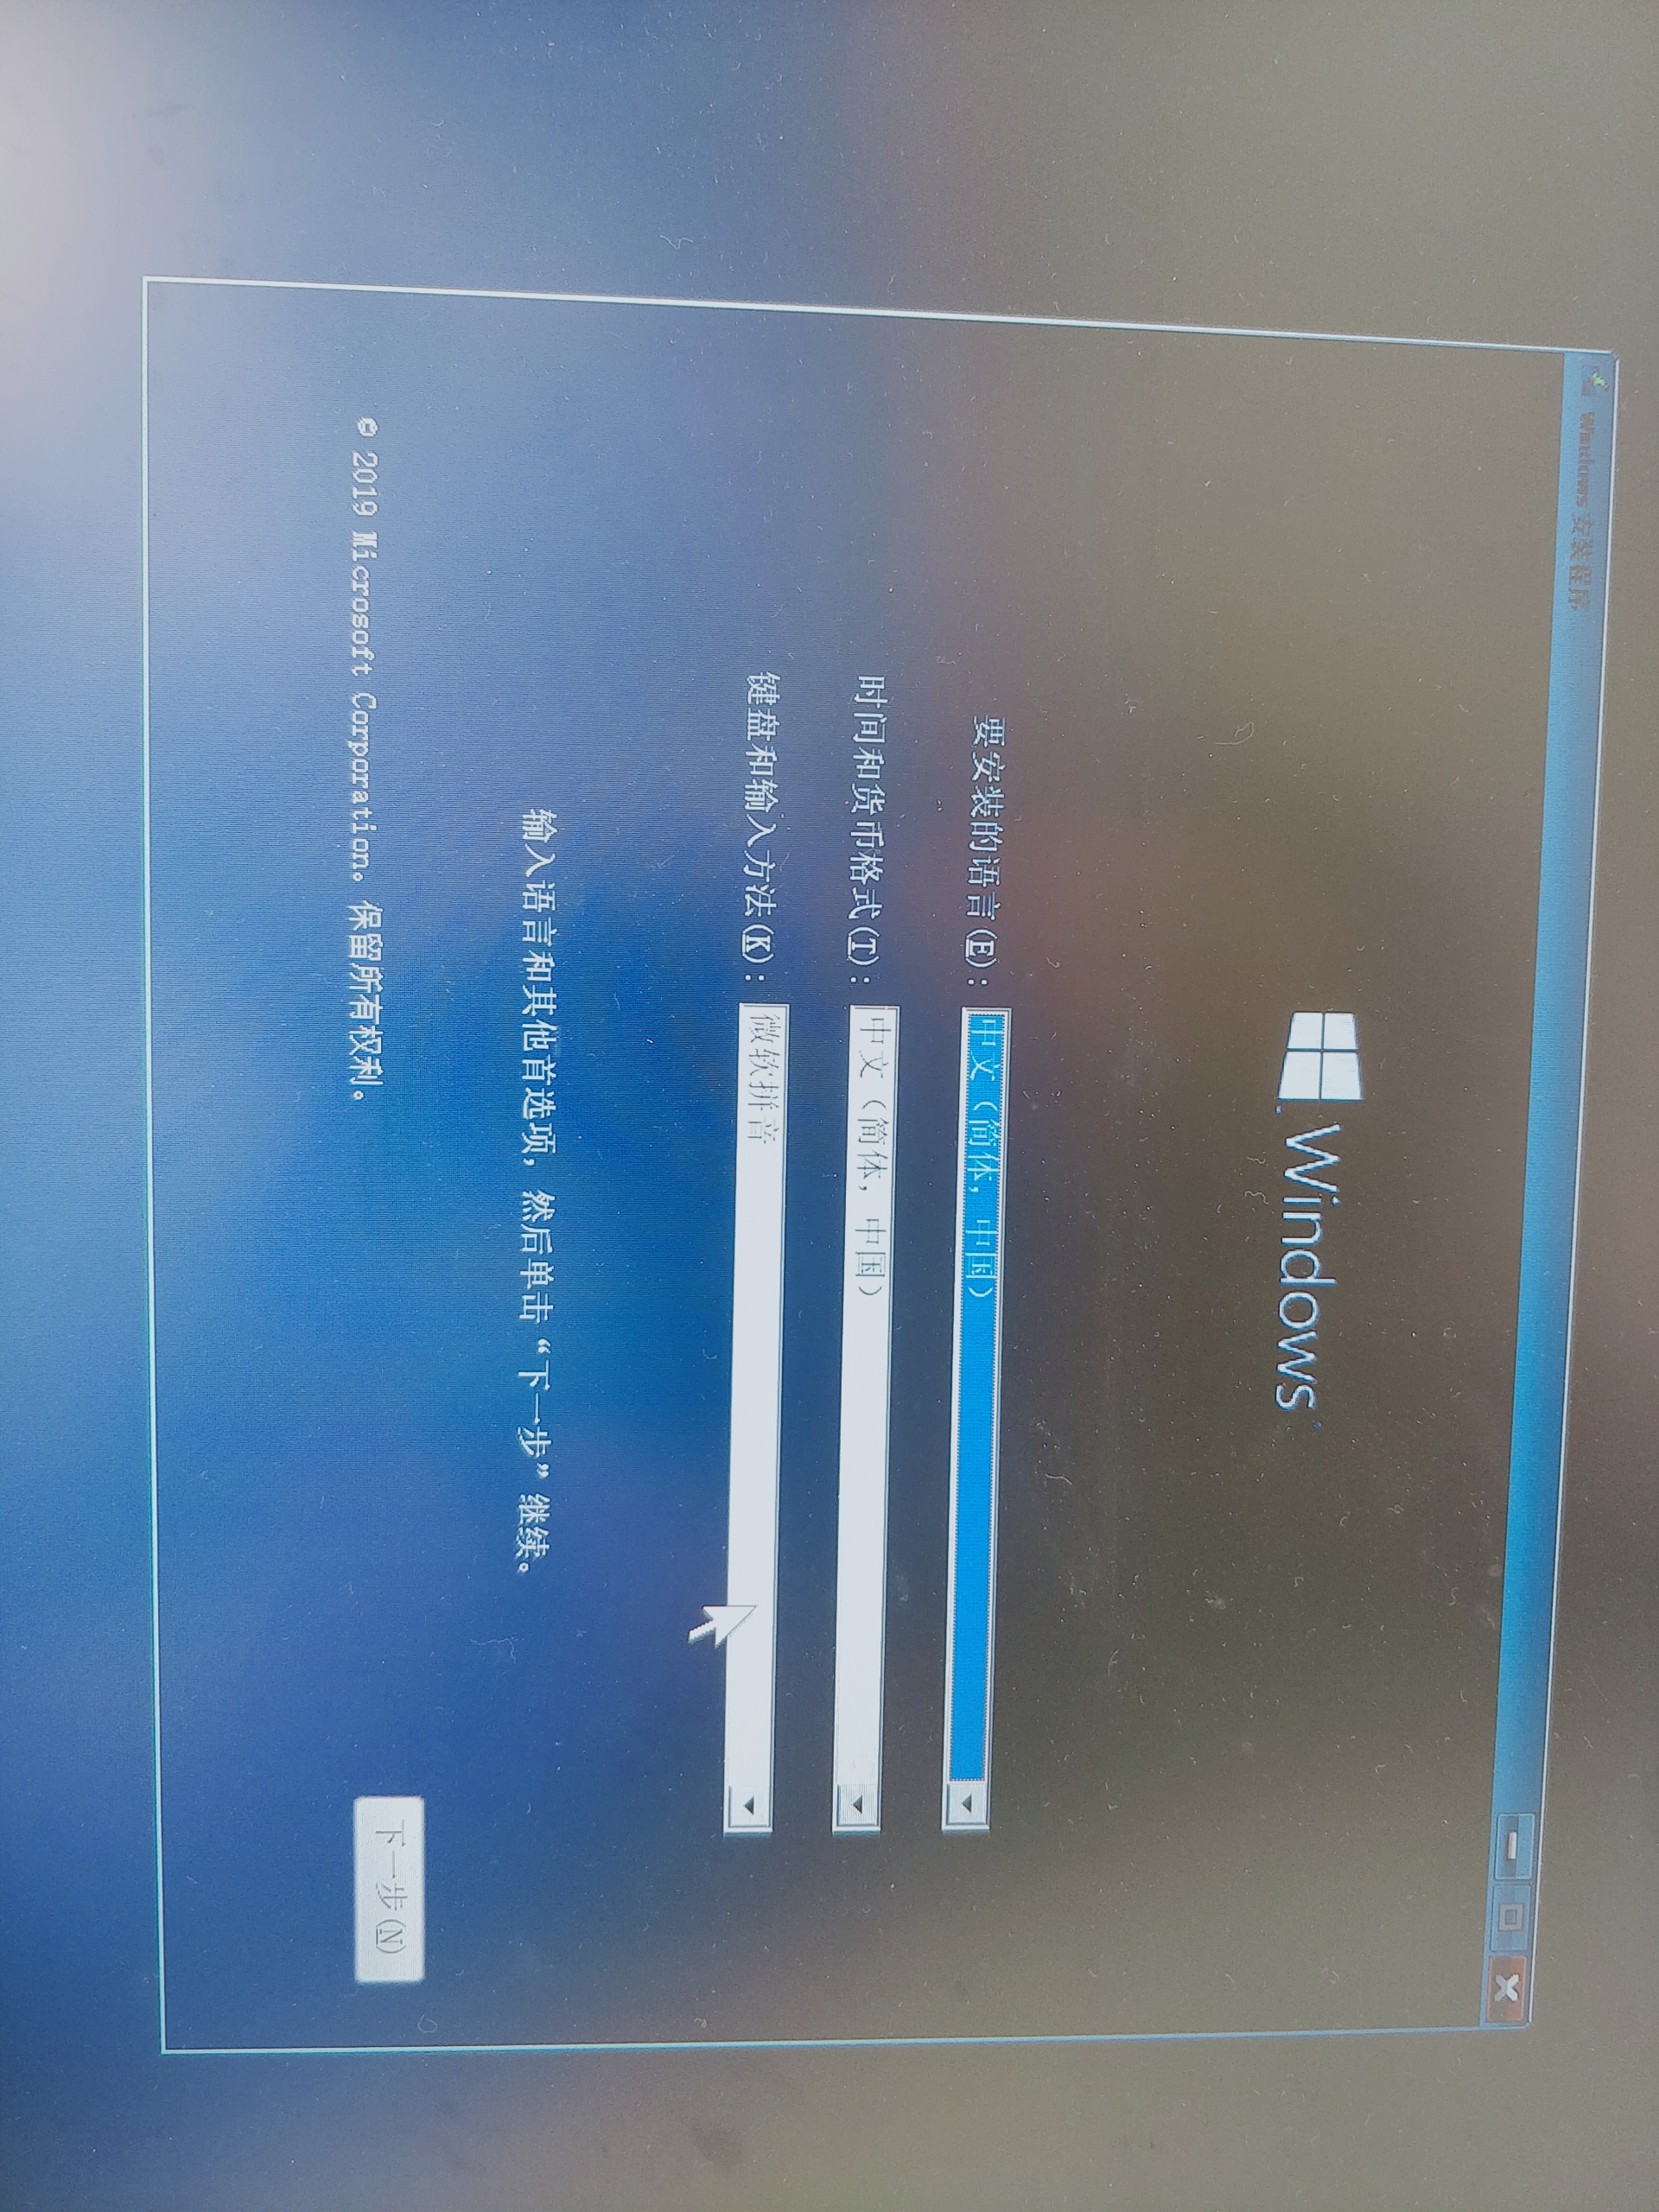 Windows 安装程序
Windows
要安装的语言(E): 中文(简体，中国)
时间和货币格式(T): 中文(简体，中国)
键盘和输入方法(K): 微软拼音
输入语言和其他首选项，然后单击“下一步”继续。
下一步(N)
© 2019 Microsoft Corporation。保留所有权利。